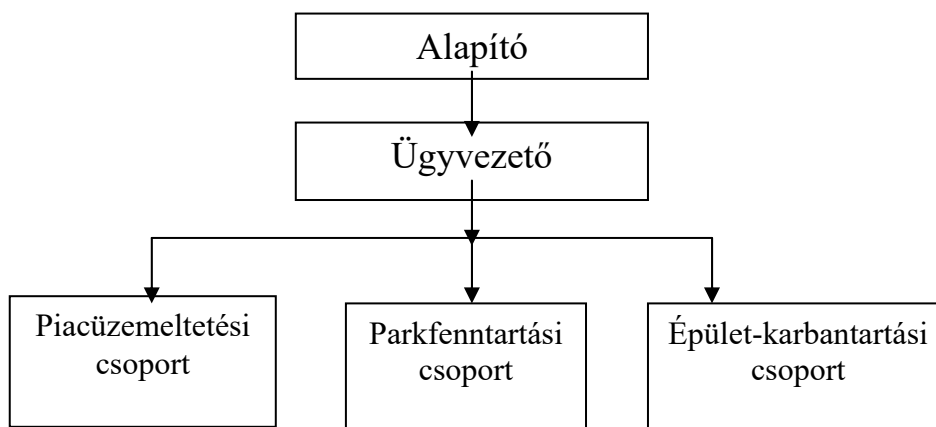 Alapító
Ügyvezető
Piacüzemeltetési
csoport
Parkfenntartási
csoport
Épület-karbantartási
csoport